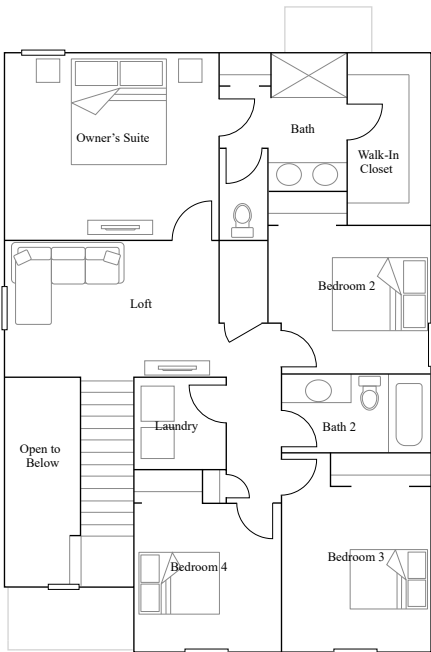 Owner's Suite
Bath
Walk-In
Closet
Loft
Bedroom 2
Laundry
Bath 2
Open to
Below
Bedroom 4
Bedroom 3